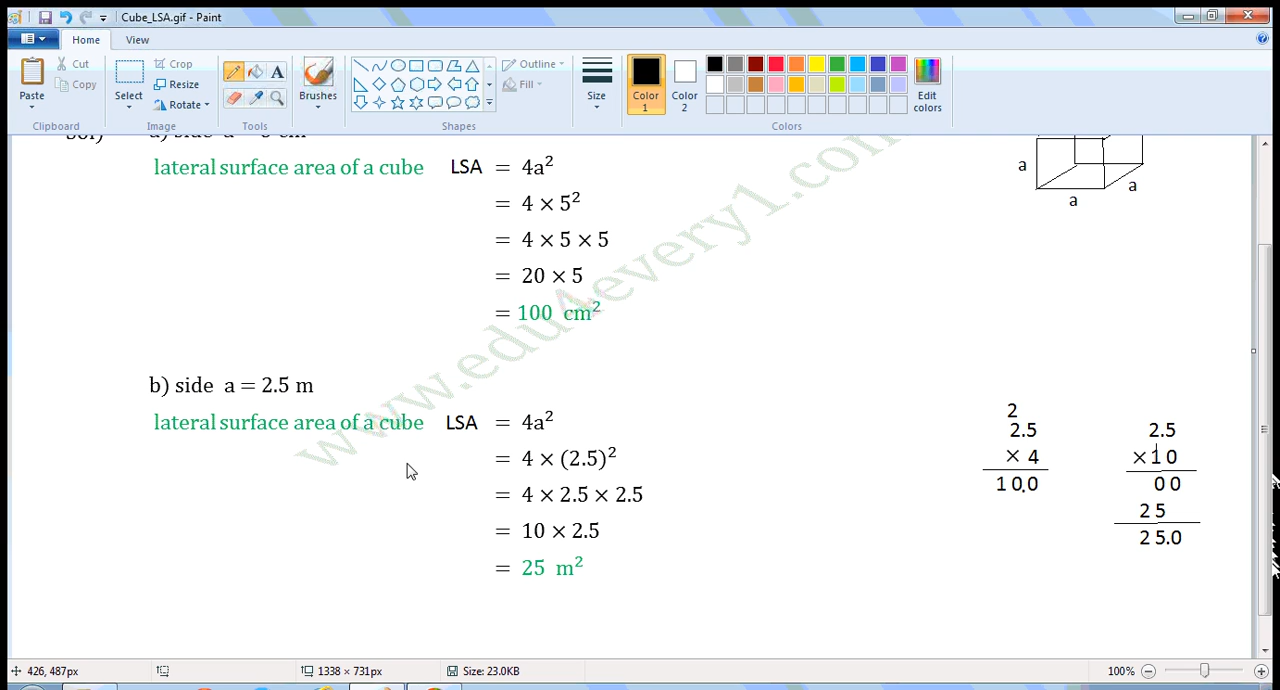 Cube_LSA.gif - Paint
Home View
Paste Cut Copy
Select Crop Resize Rotate
Brushes
Outline Fill
Size
Color 1 Color 2
Edit colors
Clipboard Image Tools Shapes Colors
lateral surface area of a cube LSA = 4a²
= 4 × 5²
= 4 × 5 × 5
= 20 × 5
= 100 cm²
a
a
a
www.edu4every1.com
b) side a = 2.5 m
lateral surface area of a cube LSA = 4a²
= 4 × (2.5)²
= 4 × 2.5 × 2.5
= 10 × 2.5
= 25 m²
2
2.5
× 4
10.0
2.5
×10
00
25
25.0
426, 487px 1338 × 731px Size: 23.0KB 100%